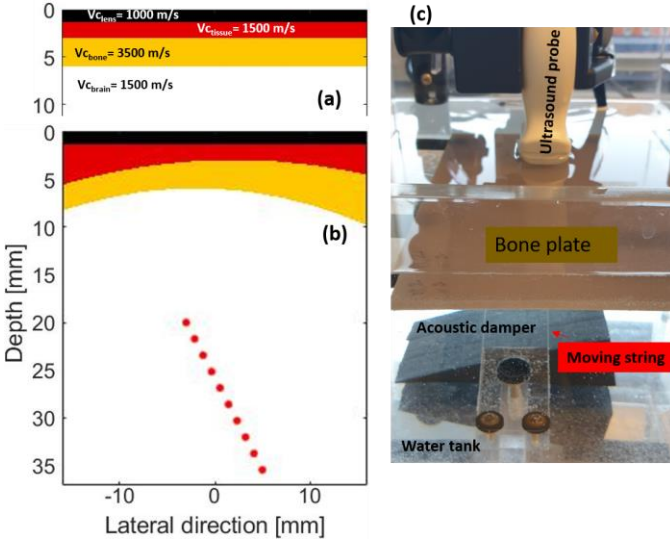 0
5
10
Vc_lens= 1000 m/s
Vc_tissue= 1500 m/s
Vc_bone= 3500 m/s
Vc_brain= 1500 m/s
(a)
0
5
10
15
20
25
30
35
Depth [mm]
(b)
-10
0
10
Lateral direction [mm]
(c)
Ultrasound probe
Bone plate
Acoustic damper
Moving string
Water tank